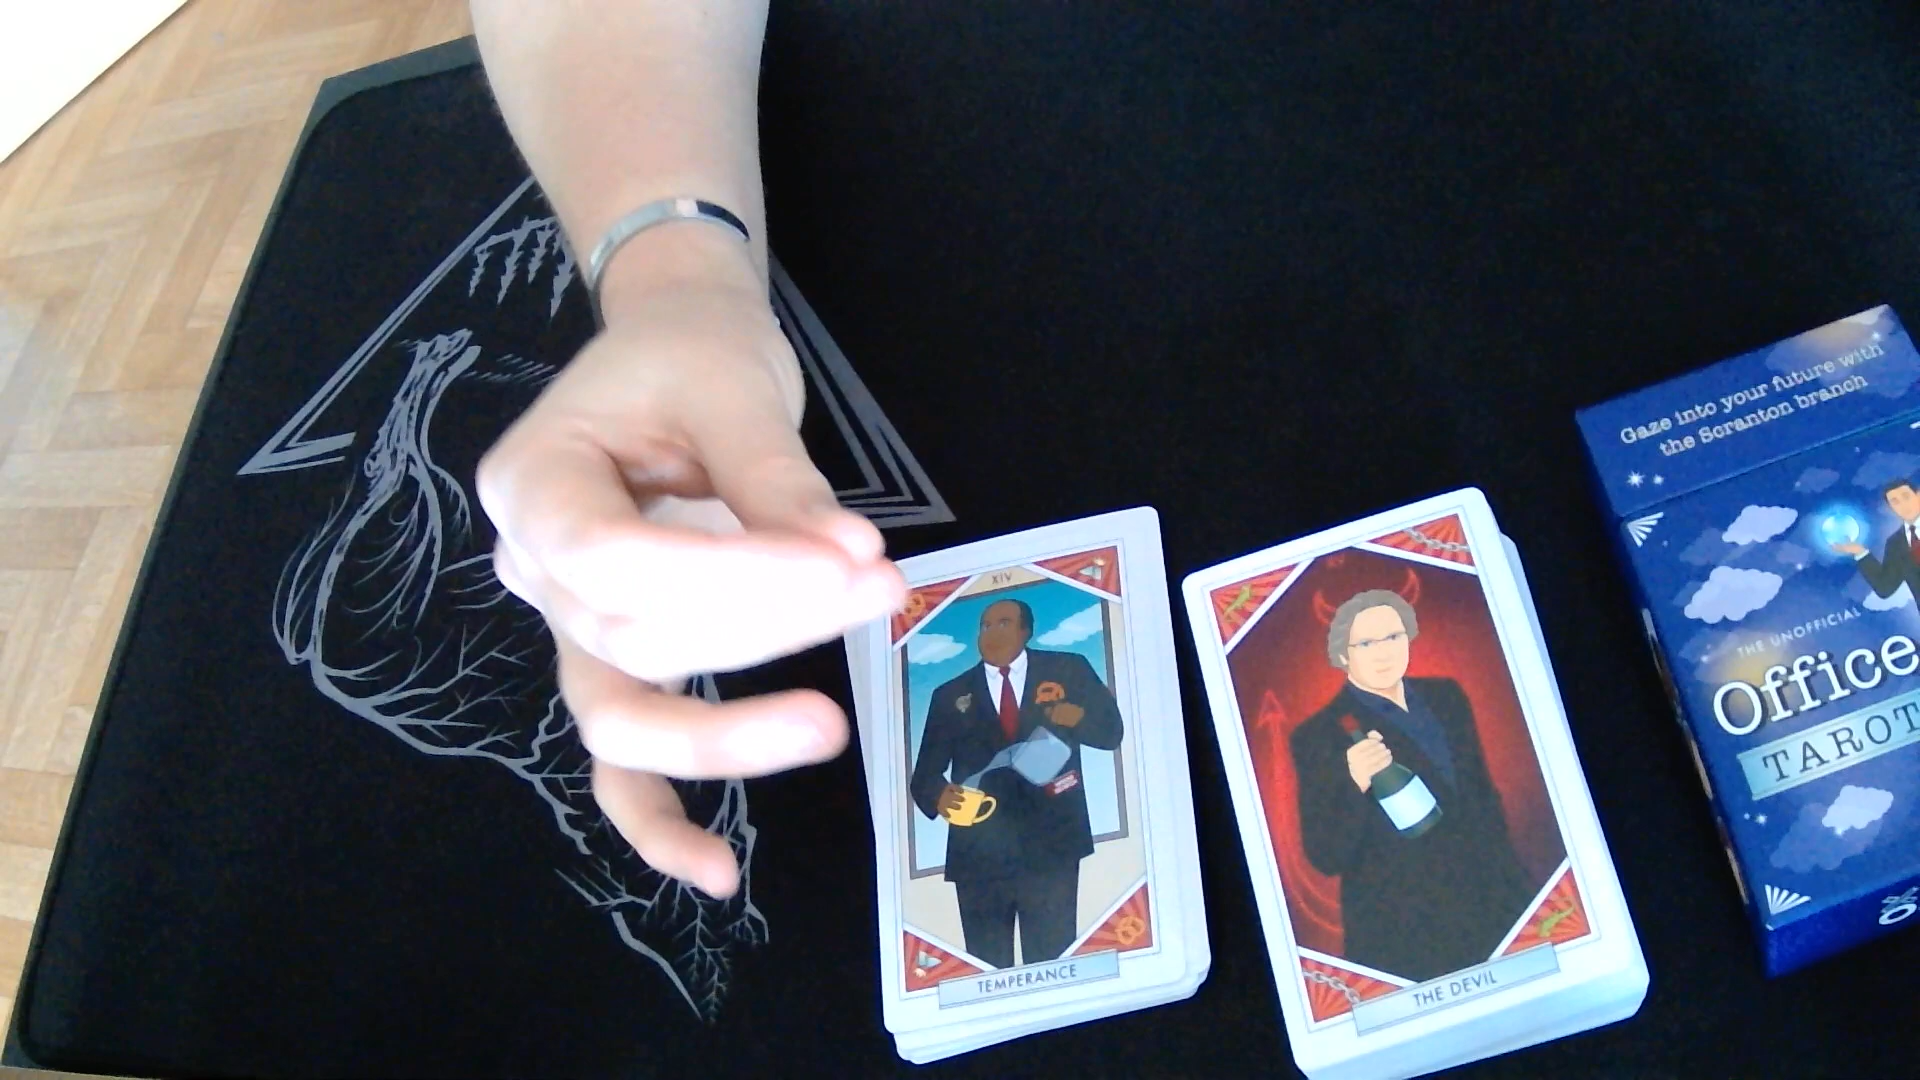 Gaze into your future with
the Scranton branch
THE UNOFFICIAL
Office
TAROT
XIV
TEMPERANCE
THE DEVIL